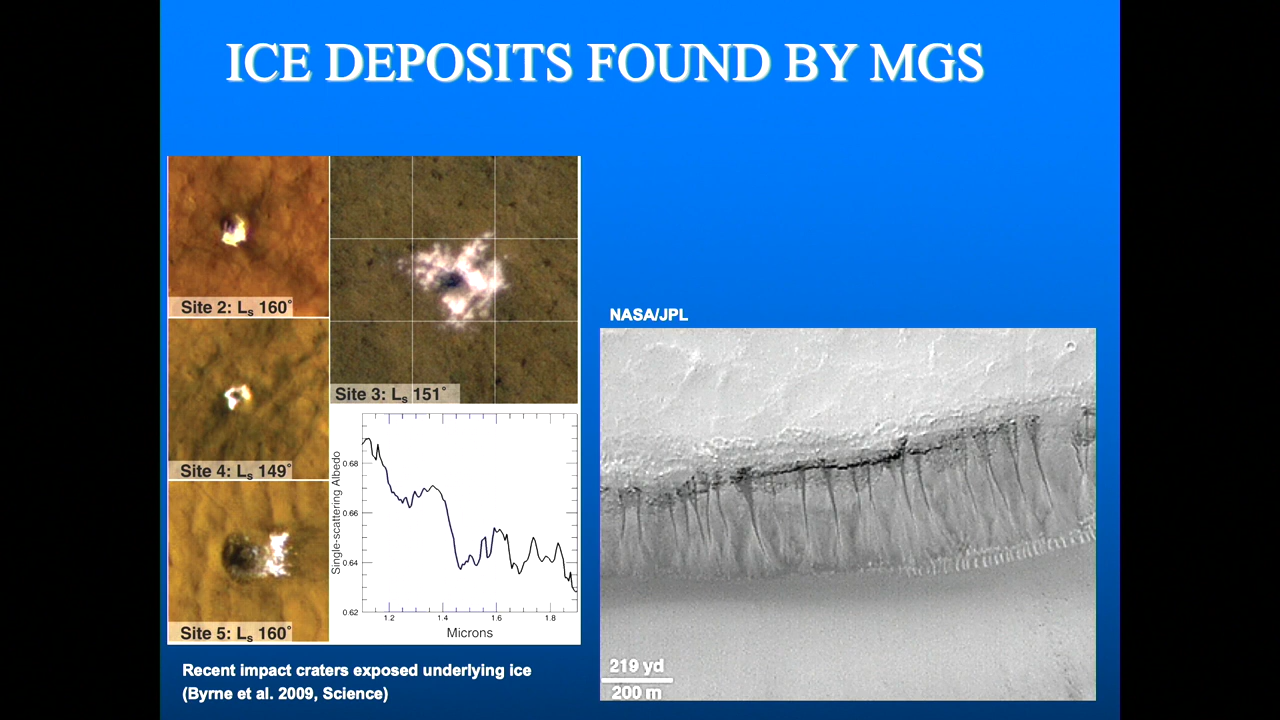 ICE DEPOSITS FOUND BY MGS
Site 2: Ls 160°
Site 3: Ls 151°
Site 4: Ls 149°
Site 5: Ls 160°
Single-scattering Albedo
0.68
0.66
0.64
0.62
1.2 1.4 1.6 1.8
Microns
Recent impact craters exposed underlying ice
(Byrne et al. 2009, Science)
NASA/JPL
219 yd
200 m